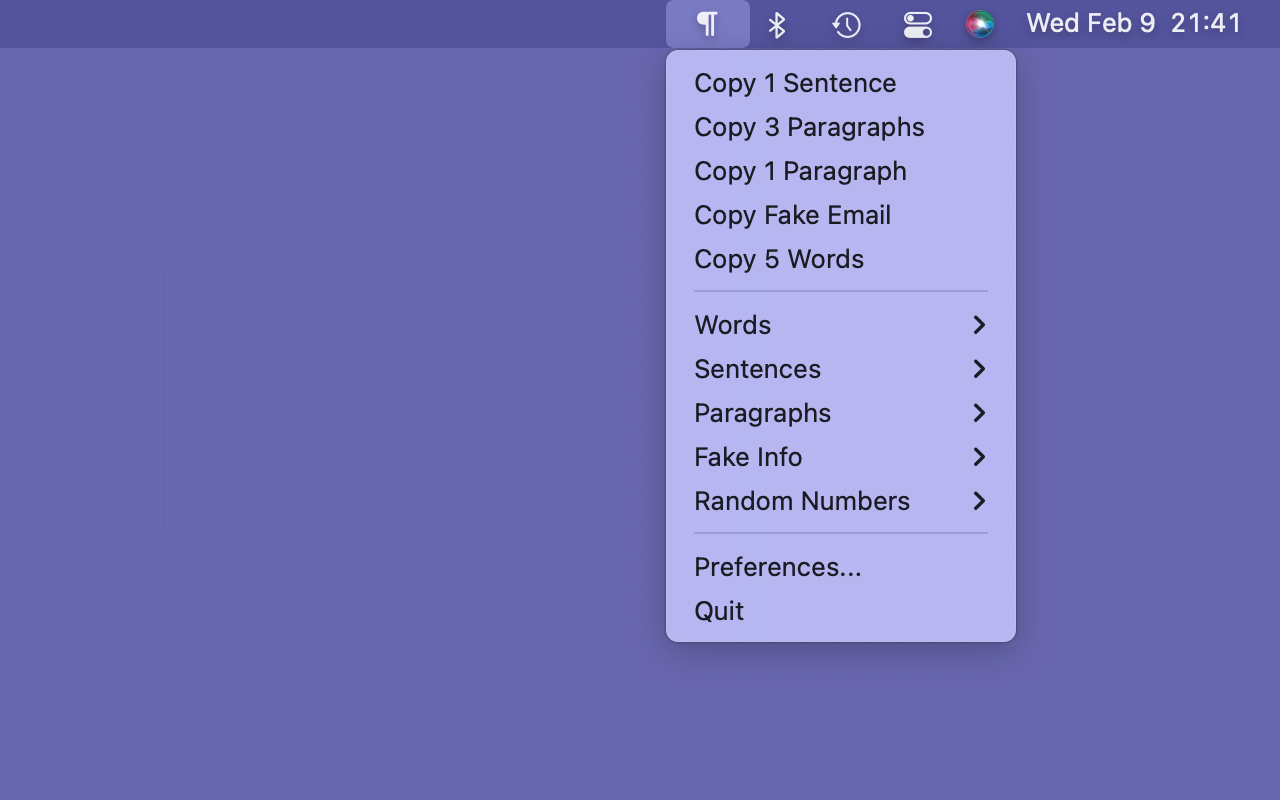 ¶ Wed Feb 9 21:41
Copy 1 Sentence
Copy 3 Paragraphs
Copy 1 Paragraph
Copy Fake Email
Copy 5 Words
Words
Sentences
Paragraphs
Fake Info
Random Numbers
Preferences...
Quit